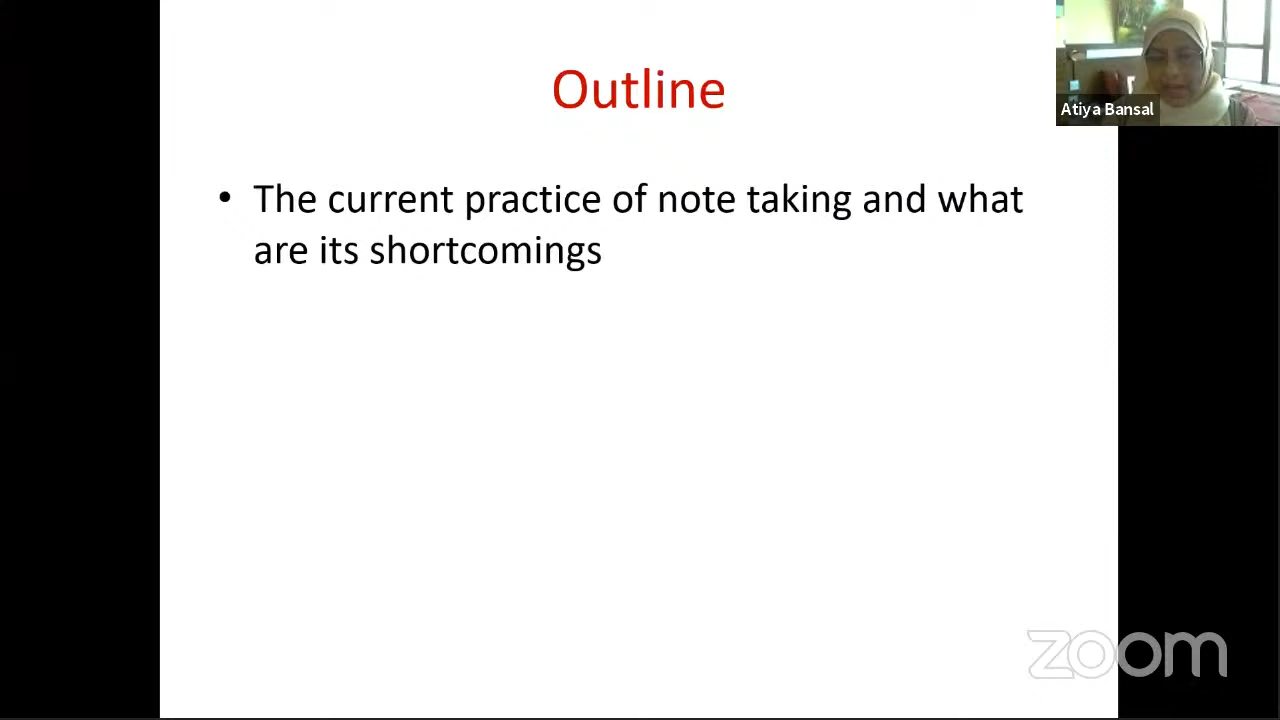 Outline
Atiya Bansal
• The current practice of note taking and what
are its shortcomings
zoom